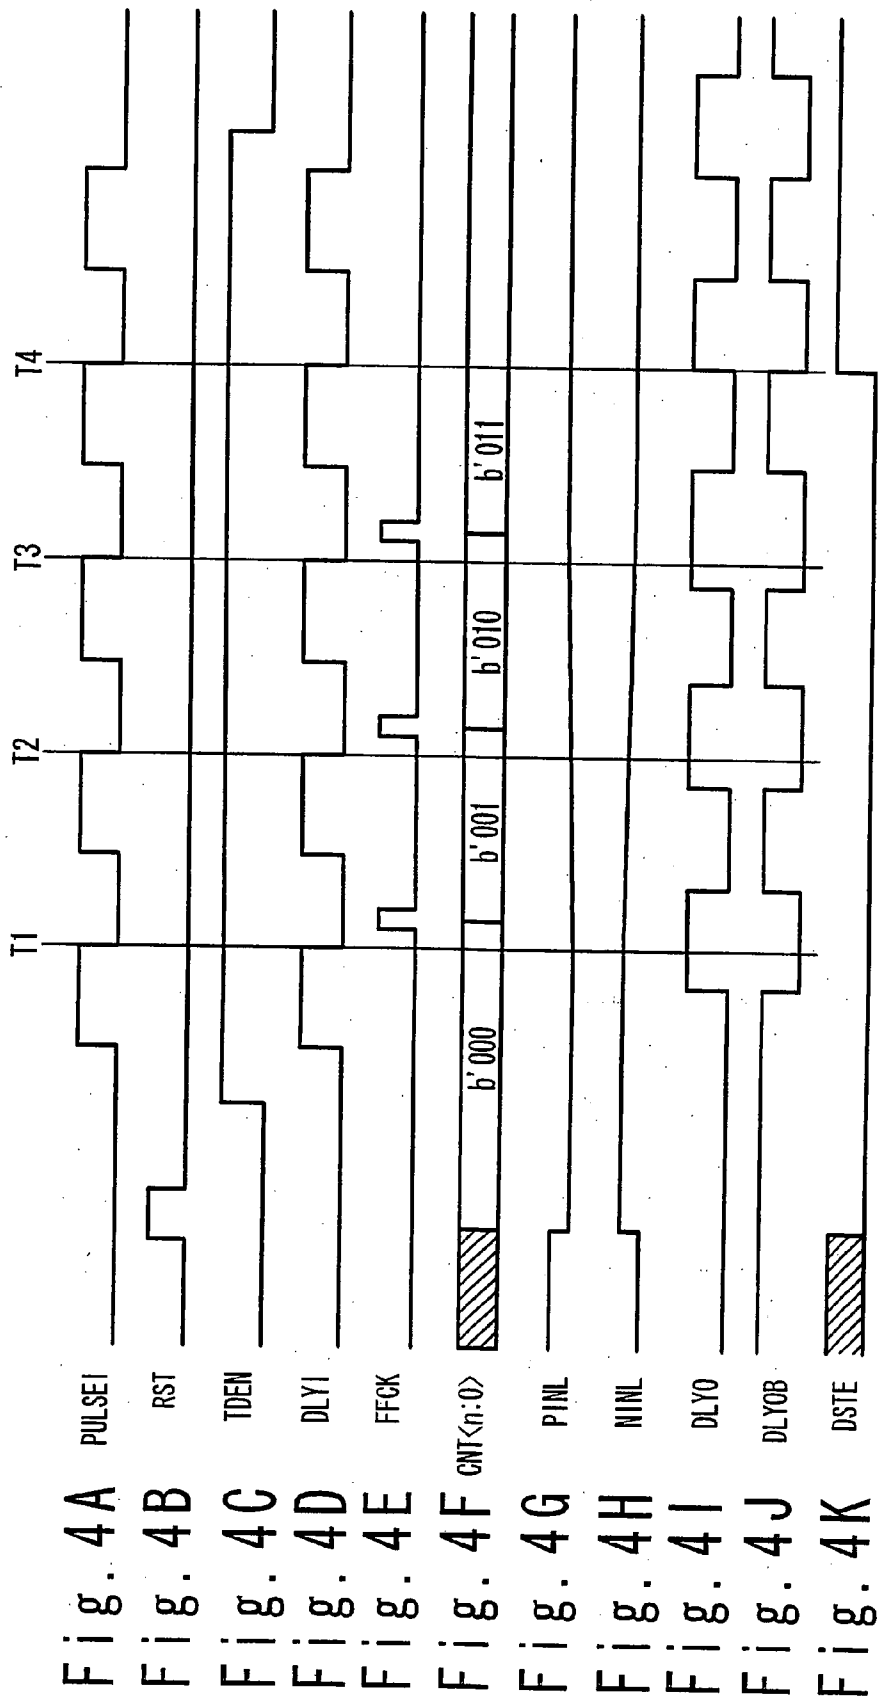 T1 T2 T3 T4
Fig. 4A PULSEI
Fig. 4B RST
Fig. 4C TDEN
Fig. 4D DLYI
Fig. 4E FFCK
Fig. 4F CNT<n:0> b'000 b'001 b'010 b'011
Fig. 4G PINL
Fig. 4H NINL
Fig. 4I DLYO
Fig. 4J DLYOB
Fig. 4K DSTE